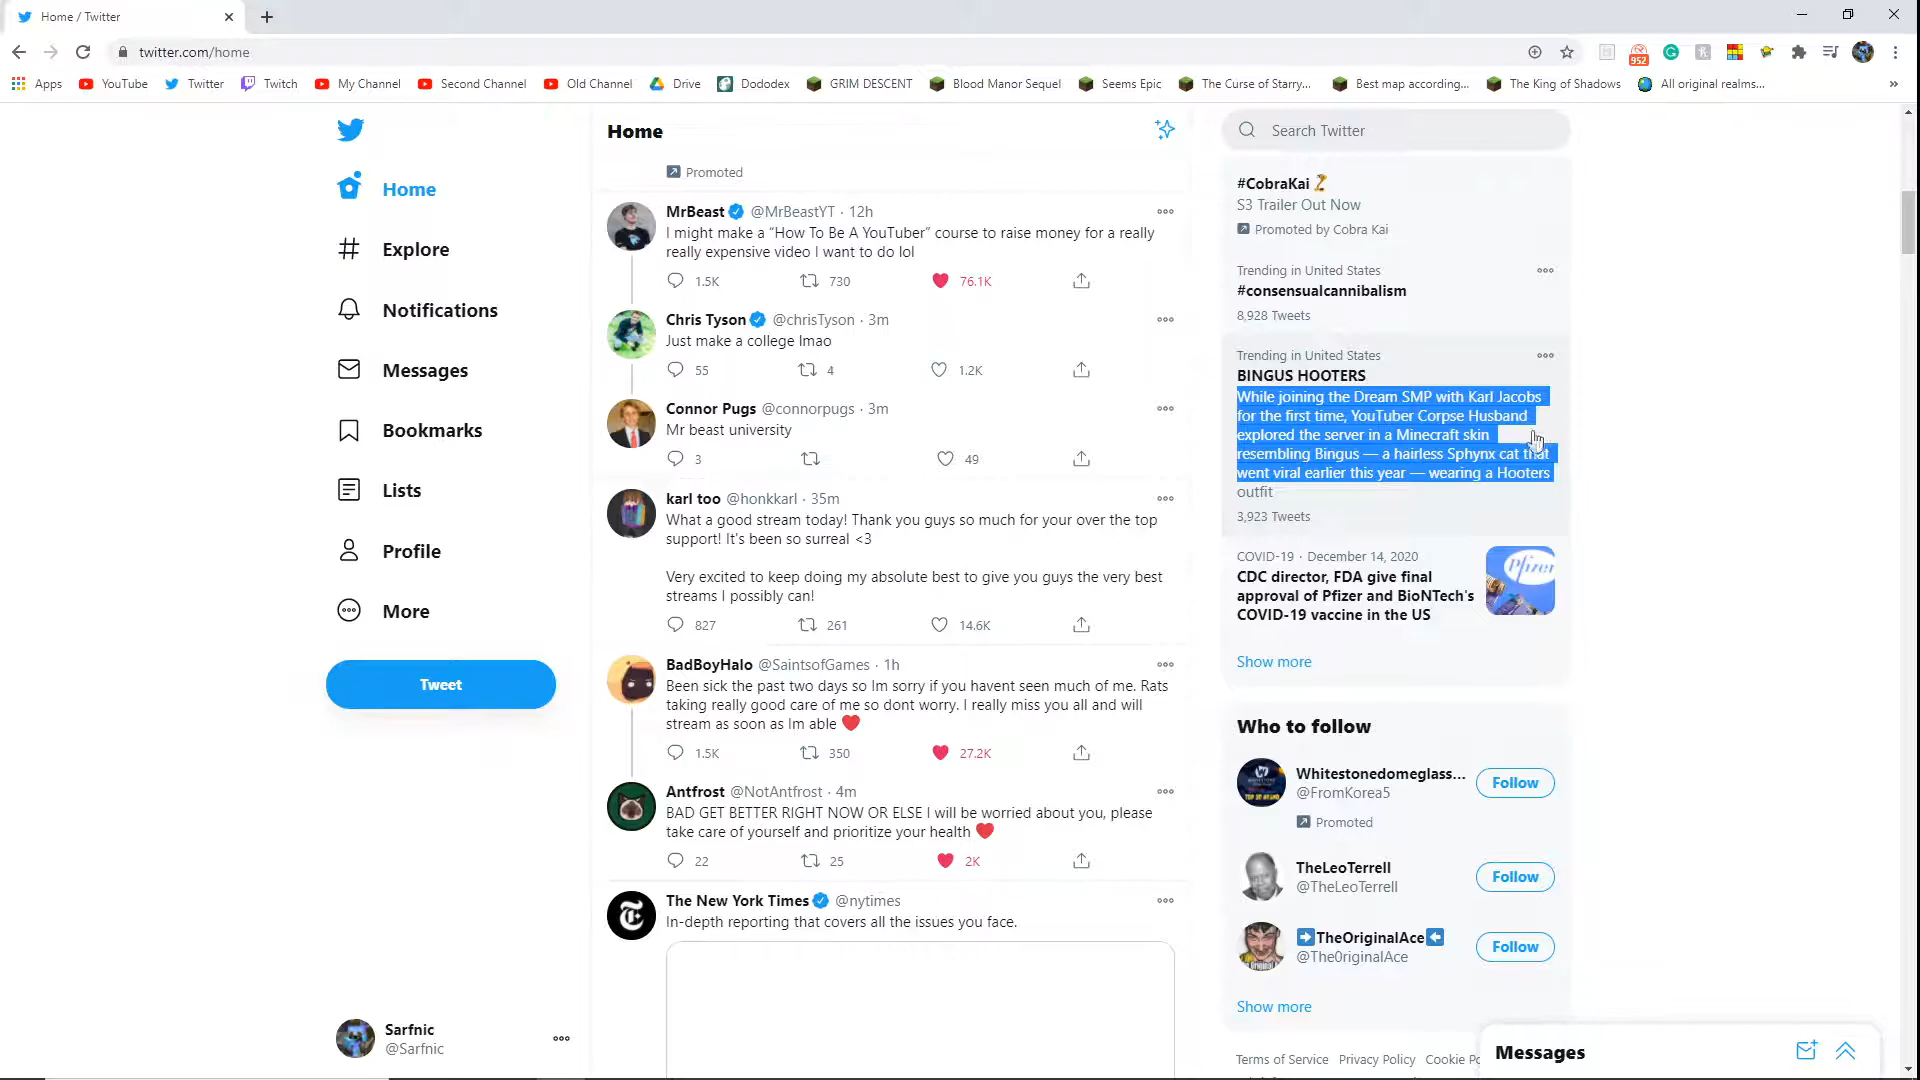 Home / Twitter
twitter.com/home
952
Apps
YouTube
Twitter
Twitch
My Channel
Second Channel
Old Channel
Drive
Dododex
GRIM DESCENT
Blood Manor Sequel
Seems Epic
The Curse of Starry...
Best map according...
The King of Shadows
All original realms...
»
Home
Explore
Notifications
Messages
Bookmarks
Lists
Profile
More
Tweet
Sarfnic
@Sarfnic
Home
Promoted
MrBeast @MrBeastYT · 12h
I might make a “How To Be A YouTuber” course to raise money for a really
really expensive video I want to do lol
1.5K 730 76.1K
Chris Tyson @chrisTyson · 3m
Just make a college lmao
55 4 1.2K
Connor Pugs @connorpugs · 3m
Mr beast university
3 49
karl too @honkkarl · 35m
What a good stream today! Thank you guys so much for your over the top
support! It's been so surreal <3
Very excited to keep doing my absolute best to give you guys the very best
streams I possibly can!
827 261 14.6K
BadBoyHalo @SaintsofGames · 1h
Been sick the past two days so Im sorry if you havent seen much of me. Rats
taking really good care of me so dont worry. I really miss you all and will
stream as soon as Im able ❤️
1.5K 350 27.2K
Antfrost @NotAntfrost · 4m
BAD GET BETTER RIGHT NOW OR ELSE I will be worried about you, please
take care of yourself and prioritize your health ❤️
22 25 2K
The New York Times @nytimes
In-depth reporting that covers all the issues you face.
Search Twitter
#CobraKai
S3 Trailer Out Now
Promoted by Cobra Kai
Trending in United States
#consensualcannibalism
8,928 Tweets
Trending in United States
BINGUS HOOTERS
While joining the Dream SMP with Karl Jacobs
for the first time, YouTuber Corpse Husband
explored the server in a Minecraft skin
resembling Bingus — a hairless Sphynx cat that
went viral earlier this year — wearing a Hooters
outfit
3,923 Tweets
COVID-19 · December 14, 2020
CDC director, FDA give final
approval of Pfizer and BioNTech's
COVID-19 vaccine in the US
Pfizer
Show more
Who to follow
Whitestonedomeglass...
@FromKorea5
Follow
Promoted
TheLeoTerrell
@TheLeoTerrell
Follow
➡️TheOriginalAce⬅️
@The0riginalAce
Follow
Show more
Terms of Service Privacy Policy Cookie Po
Messages